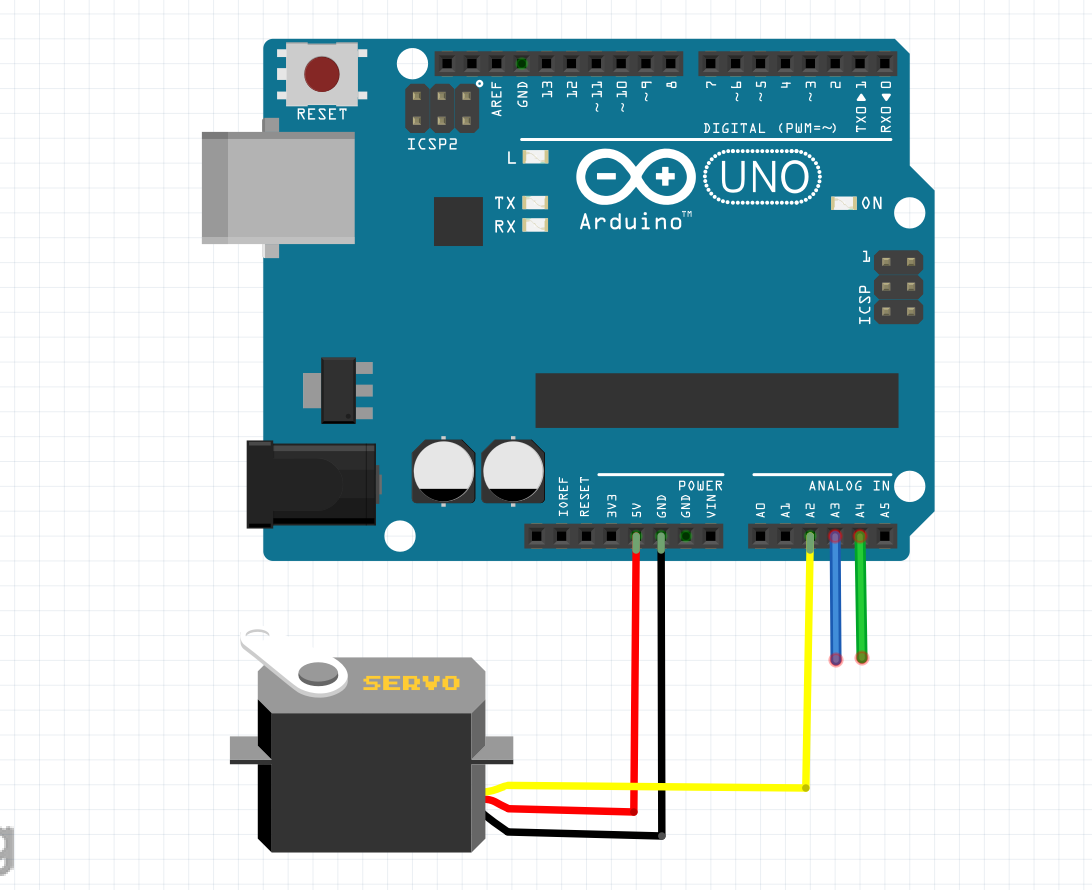 RESET
ICSP2
AREF
GND
13
12
~11
~10
~9
8
7
~6
~5
4
~3
2
TX0▶1
RX0◀0
DIGITAL (PWM=~)
L
TX
RX
UNO
Arduino™
ON
1
ICSP
POWER
ANALOG IN
IOREF
RESET
3V3
5V
GND
GND
VIN
A0
A1
A2
A3
A4
A5
SERVO
g